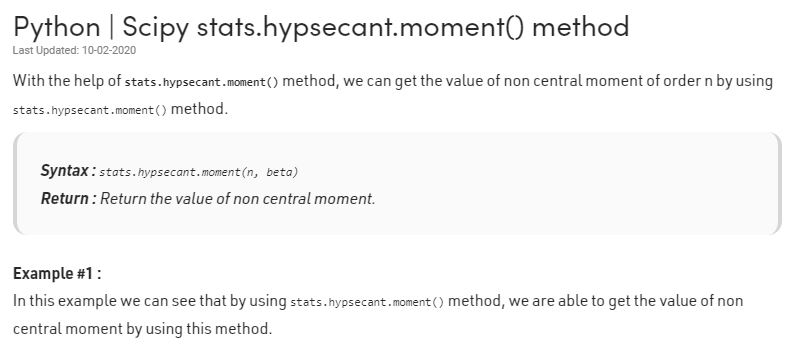 Python | Scipy stats.hypsecant.moment() method
Last Updated: 10-02-2020
With the help of stats.hypsecant.moment() method, we can get the value of non central moment of order n by using
stats.hypsecant.moment() method.
Syntax : stats.hypsecant.moment(n, beta)
Return : Return the value of non central moment.
Example #1 :
In this example we can see that by using stats.hypsecant.moment() method, we are able to get the value of non
central moment by using this method.